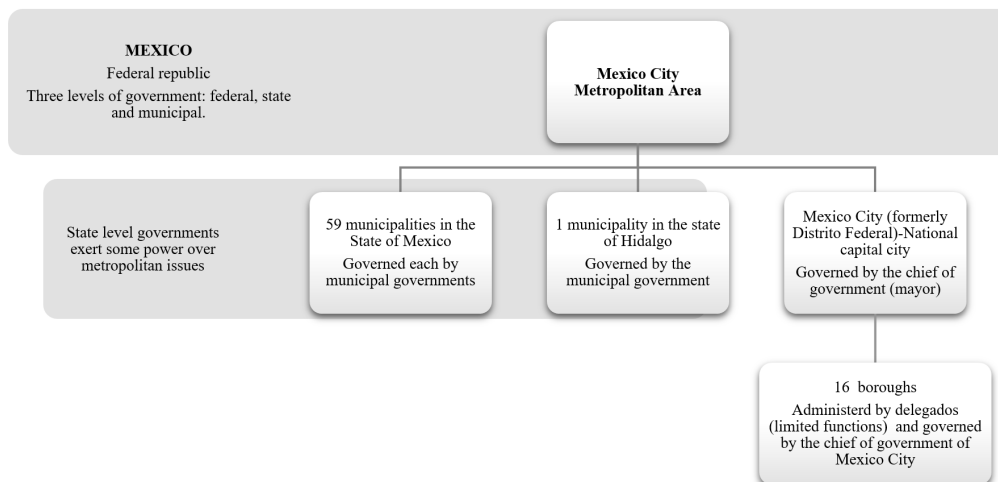 MEXICO
Federal republic
Three levels of government: federal, state
and municipal.
Mexico City
Metropolitan Area
State level governments
exert some power over
metropolitan issues
59 municipalities in the
State of Mexico
Governed each by
municipal governments
1 municipality in the state
of Hidalgo
Governed by the
municipal government
Mexico City (formerly
Distrito Federal)-National
capital city
Governed by the chief of
government (mayor)
16 boroughs
Administerd by delegados
(limited functions) and governed
by the chief of government of
Mexico City